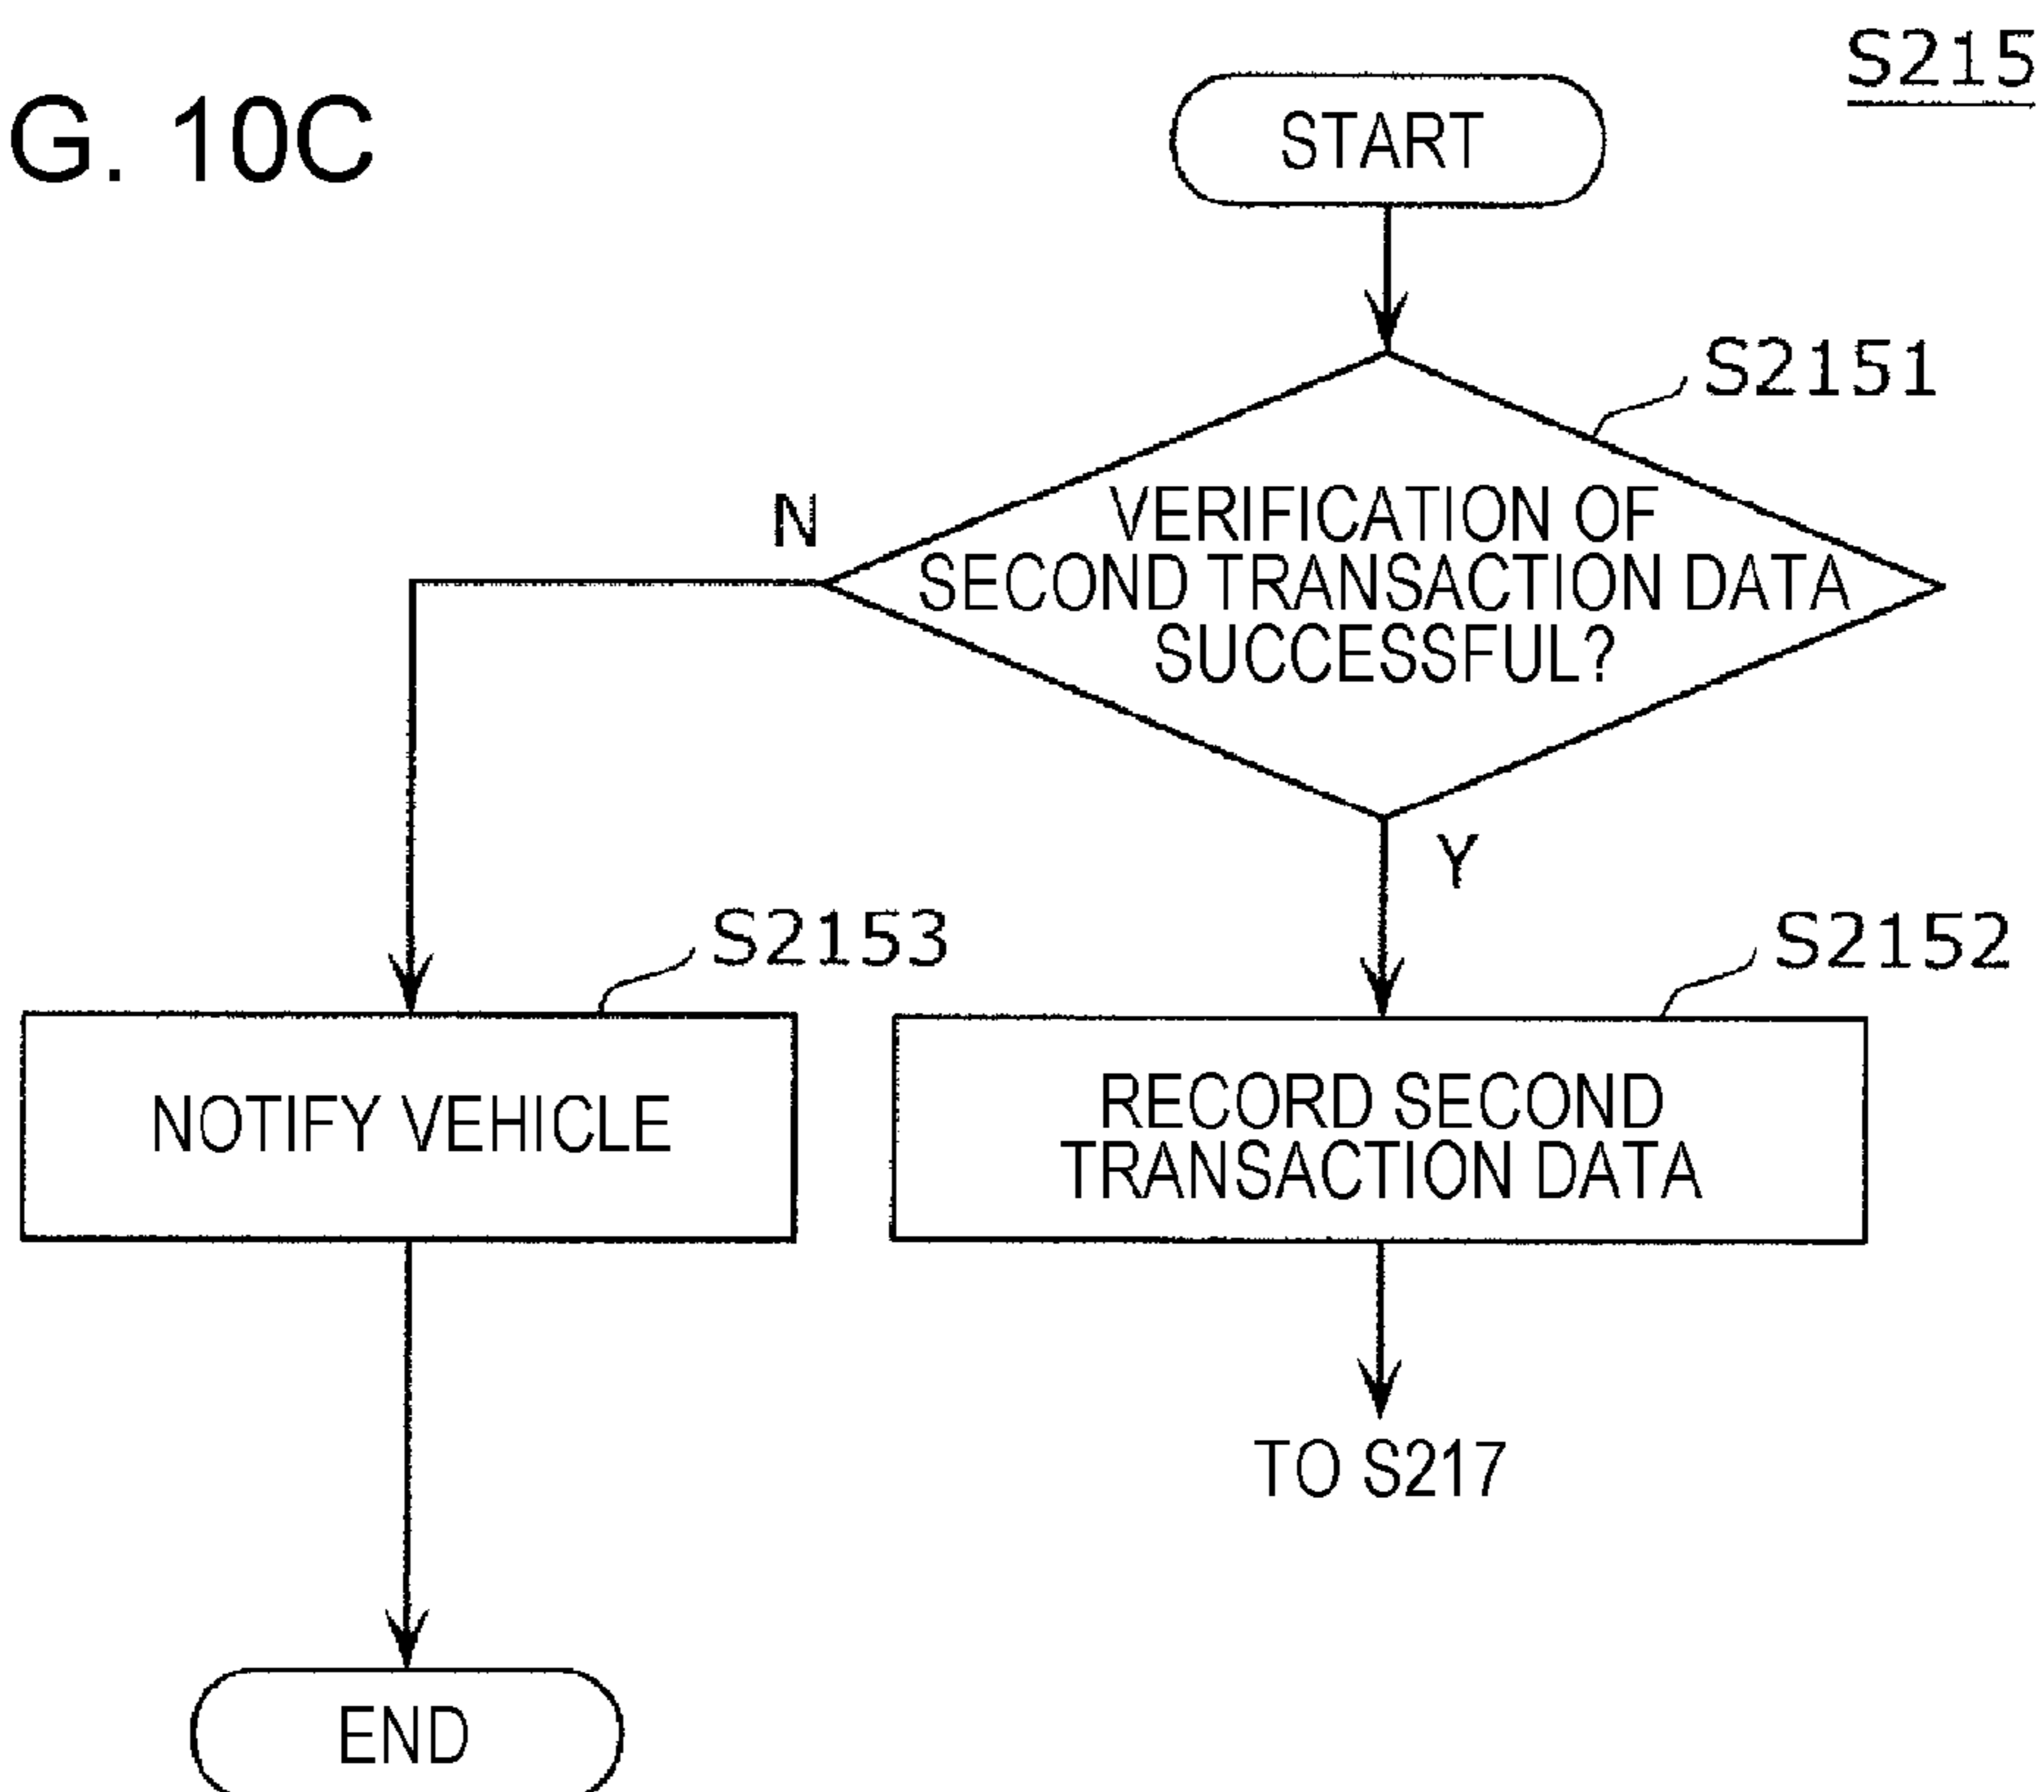 G. 10C
S215
START
S2151
VERIFICATION OF
SECOND TRANSACTION DATA
SUCCESSFUL?
N
Y
S2153
S2152
NOTIFY VEHICLE
RECORD SECOND
TRANSACTION DATA
TO S217
END